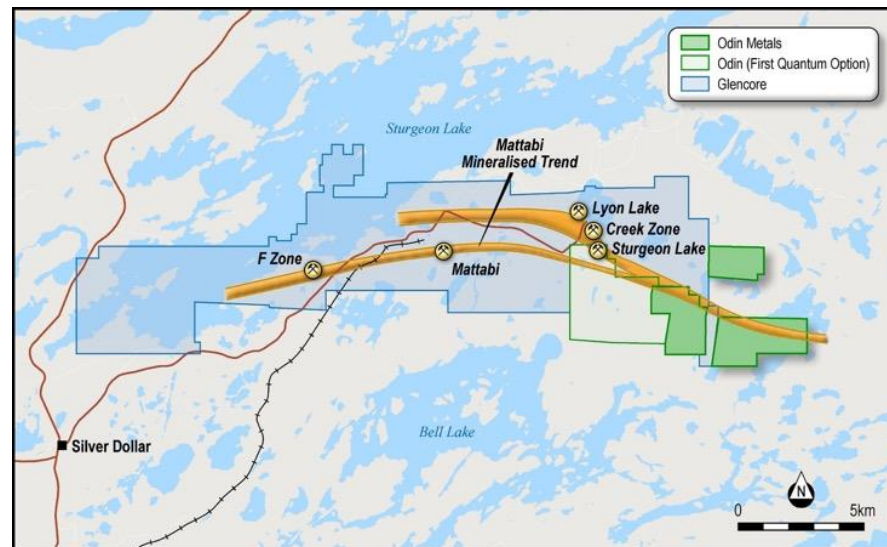 Odin Metals
Odin (First Quantum Option)
Glencore
Sturgeon Lake
Mattabi
Mineralised Trend
Lyon Lake
Creek Zone
Sturgeon Lake
F Zone
Mattabi
Silver Dollar
Bell Lake
N
0
5km